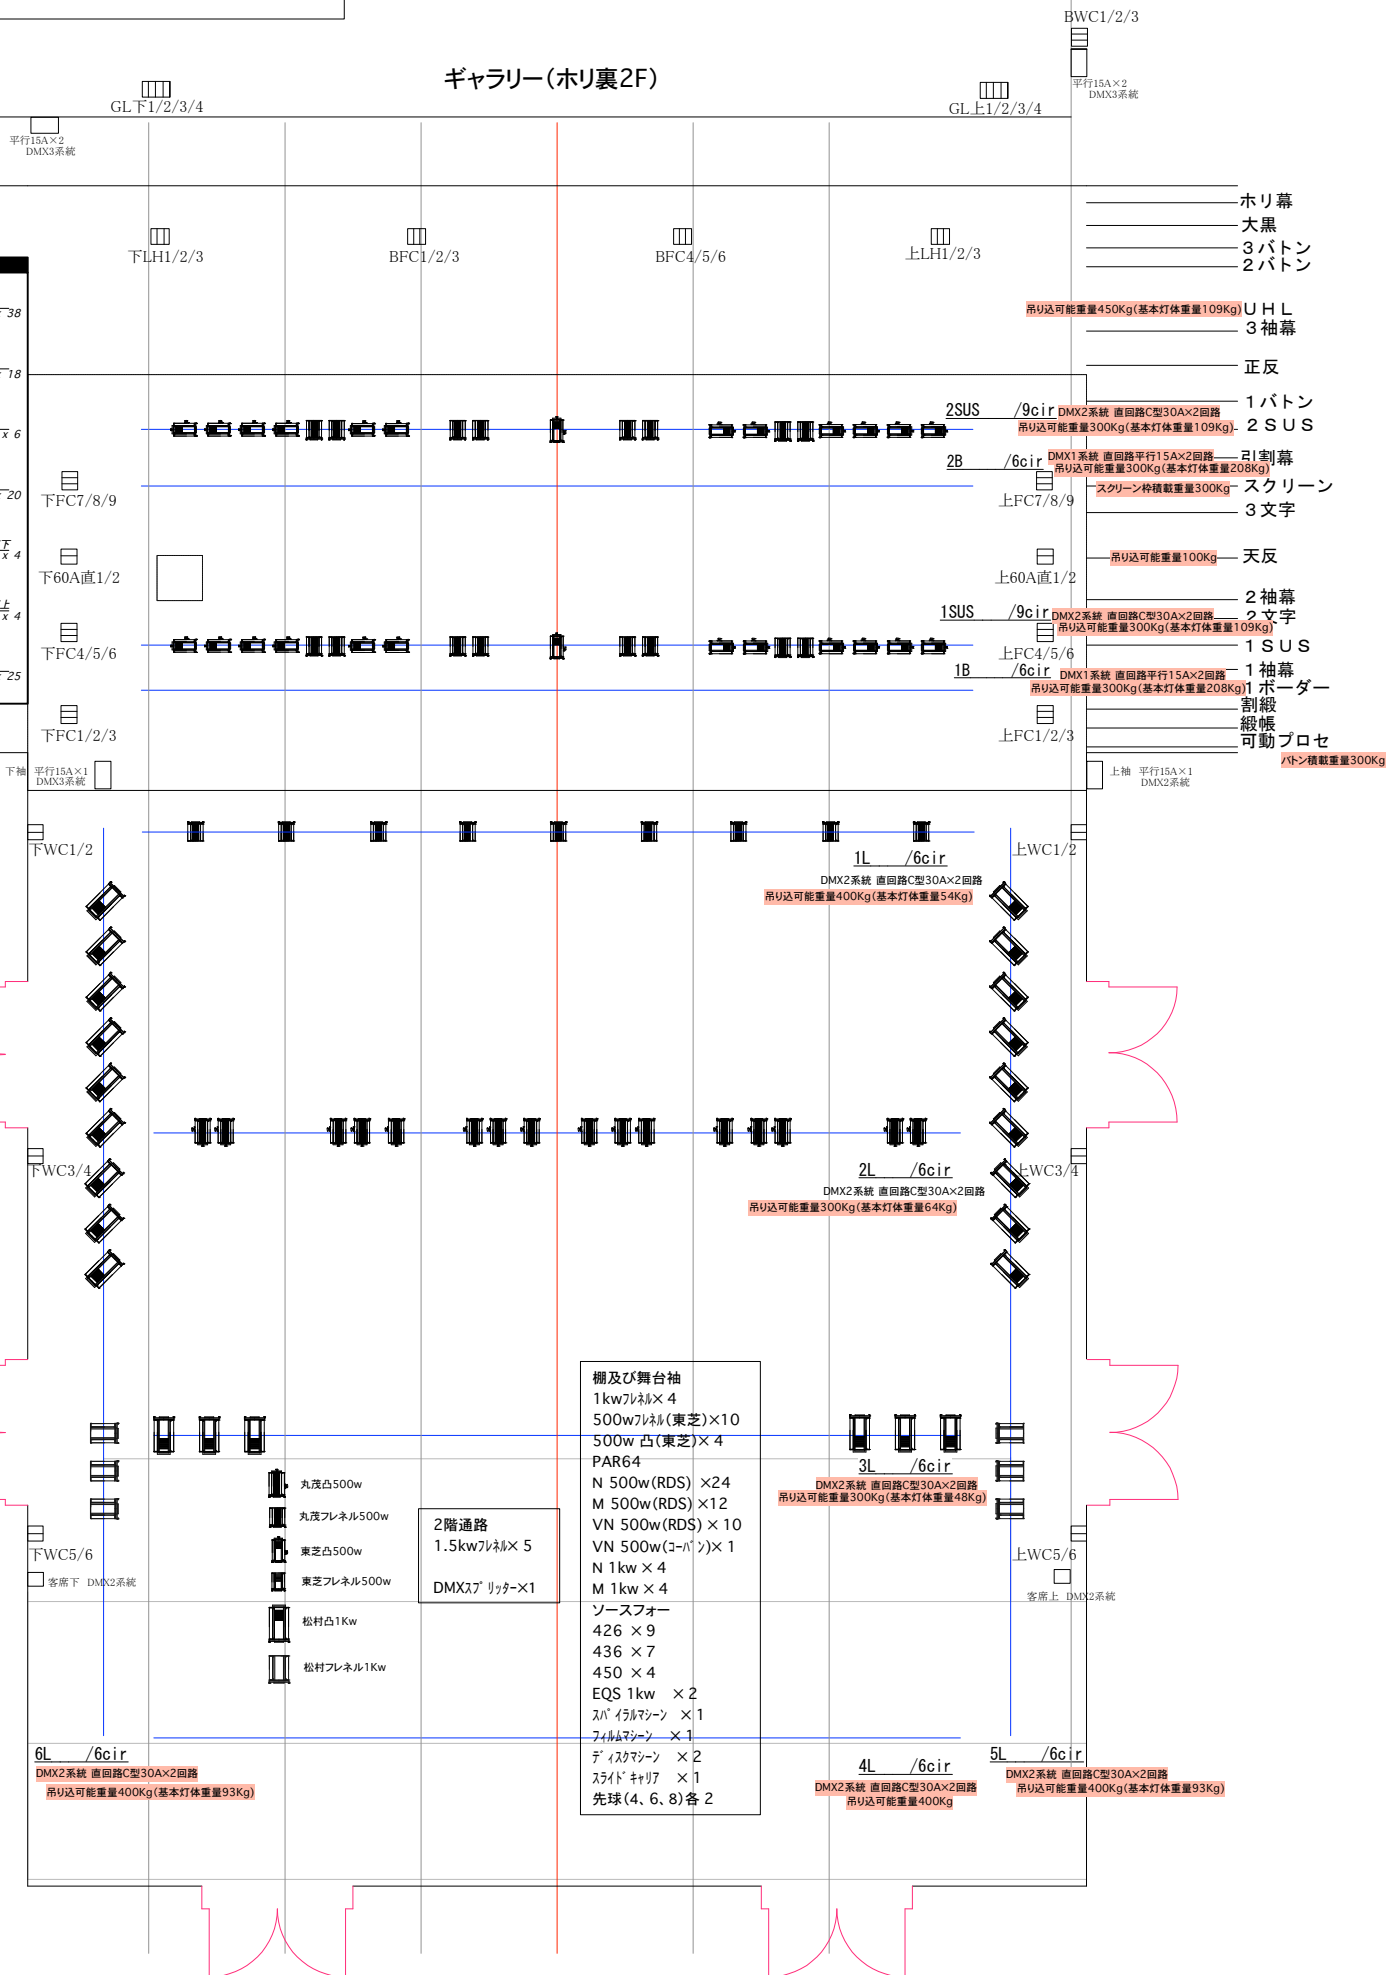 BWC1/2/3
ギャラリー(ホリ裏2F)
平行15A×2
DMX3系統
GL下1/2/3/4
GL上1/2/3/4
平行15A×2
DMX3系統
ホリ幕
大黒
3バトン
2バトン
下LH1/2/3
BFC1/2/3
BFC4/5/6
上LH1/2/3
吊り込可能重量450Kg(基本灯体重量109Kg)
UHL
3袖幕
38
正反
18
1バトン
2SUS /9cir
DMX2系統 直回路C型30A×2回路
吊り込可能重量300Kg(基本灯体重量109Kg)
2SUS
x 6
2B /6cir
DMX1系統 直回路平行15A×2回路
吊り込可能重量300Kg(基本灯体重量208Kg)
引割幕
スクリーン枠積載重量300Kg
スクリーン
20
下FC7/8/9
上FC7/8/9
3文字
下
x 4
吊り込可能重量100Kg
天反
下60A直1/2
上60A直1/2
2袖幕
上
x 4
1SUS /9cir
DMX2系統 直回路C型30A×2回路
吊り込可能重量300Kg(基本灯体重量109Kg)
2文字
下FC4/5/6
上FC4/5/6
1SUS
25
1B /6cir
DMX1系統 直回路平行15A×2回路
吊り込可能重量300Kg(基本灯体重量208Kg)
1袖幕
1ボーダー
割緞
緞帳
下FC1/2/3
上FC1/2/3
可動プロセ
バトン積載重量300Kg
下袖 平行15A×1
DMX3系統
上袖 平行15A×1
DMX2系統
下WC1/2
上WC1/2
1L /6cir
DMX2系統 直回路C型30A×2回路
吊り込可能重量400Kg(基本灯体重量54Kg)
下WC3/4
上WC3/4
2L /6cir
DMX2系統 直回路C型30A×2回路
吊り込可能重量300Kg(基本灯体重量64Kg)
棚及び舞台袖
1kwﾌﾚﾈﾙ×4
500wﾌﾚﾈﾙ(東芝)×10
500w 凸(東芝)×4
PAR64
N 500w(RDS) ×24
M 500w(RDS) ×12
VN 500w(RDS)×10
VN 500w(ｺｰﾊﾞﾝ)×1
N 1kw×4
M 1kw×4
ソースフォー
426 ×9
436 ×7
450 ×4
EQS 1kw ×2
ｽﾊﾟｲﾗﾙﾏｼｰﾝ ×1
ﾌｨﾙﾑﾏｼｰﾝ ×1
ﾃﾞｨｽｸﾏｼｰﾝ ×2
ｽﾗｲﾄﾞｷｬﾘｱ ×1
先球(4、6、8)各2
3L /6cir
DMX2系統 直回路C型30A×2回路
吊り込可能重量300Kg(基本灯体重量48Kg)
丸茂凸500w
丸茂フレネル500w
東芝凸500w
東芝フレネル500w
松村凸1Kw
松村フレネル1Kw
2階通路
1.5kwﾌﾚﾈﾙ×5
DMXｽﾌﾟﾘｯﾀｰ×1
下WC5/6
客席下 DMX2系統
上WC5/6
客席上 DMX2系統
6L /6cir
DMX2系統 直回路C型30A×2回路
吊り込可能重量400Kg(基本灯体重量93Kg)
4L /6cir
DMX2系統 直回路C型30A×2回路
吊り込可能重量400Kg
5L /6cir
DMX2系統 直回路C型30A×2回路
吊り込可能重量400Kg(基本灯体重量93Kg)